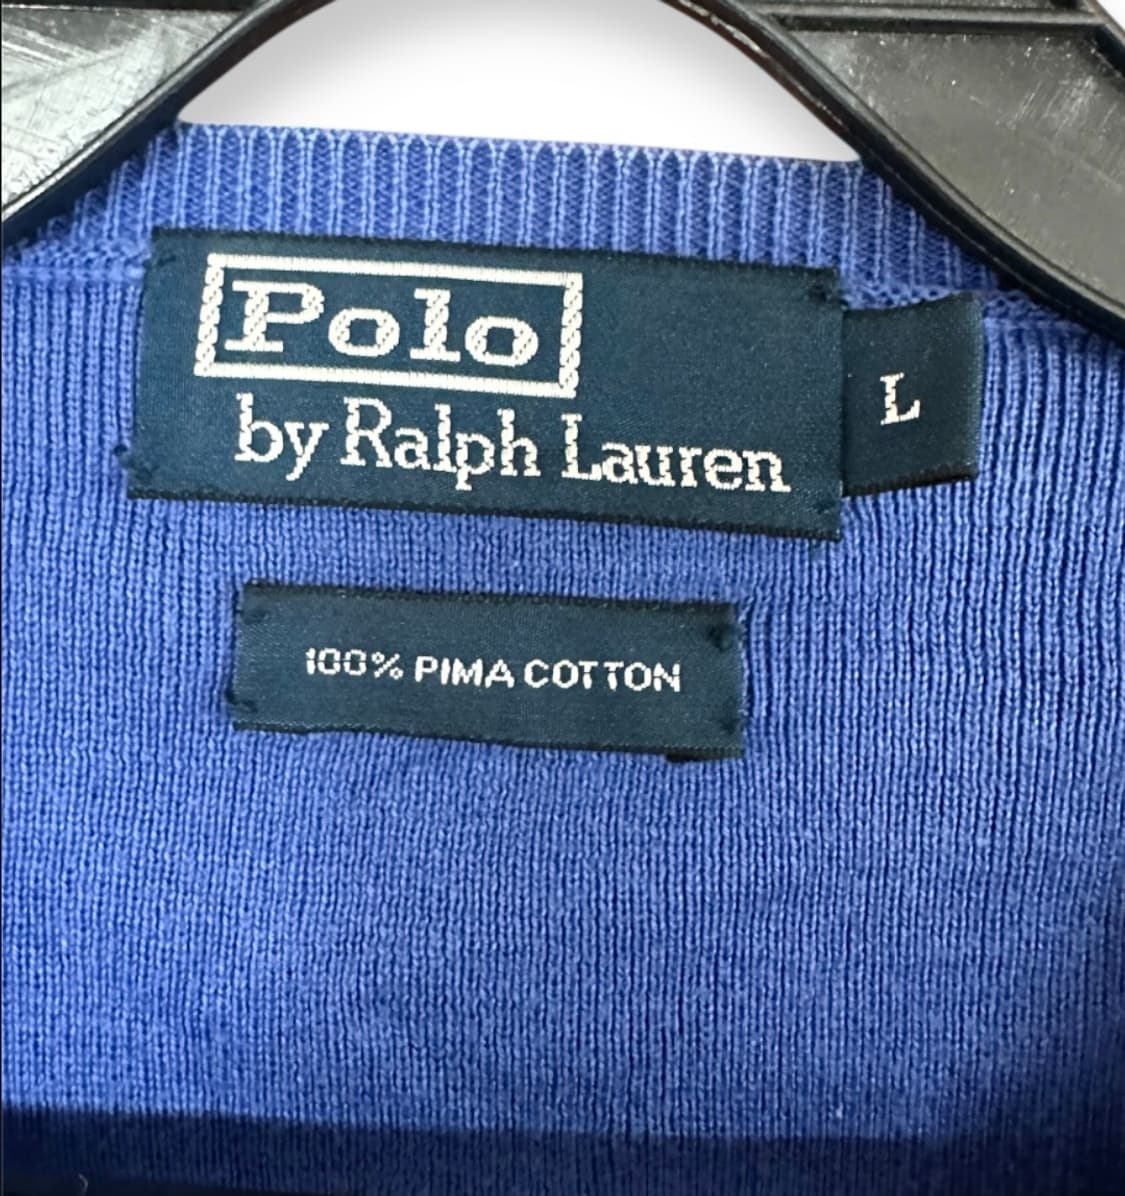 Polo
by Ralph Lauren
L
100% PIMA COTTON